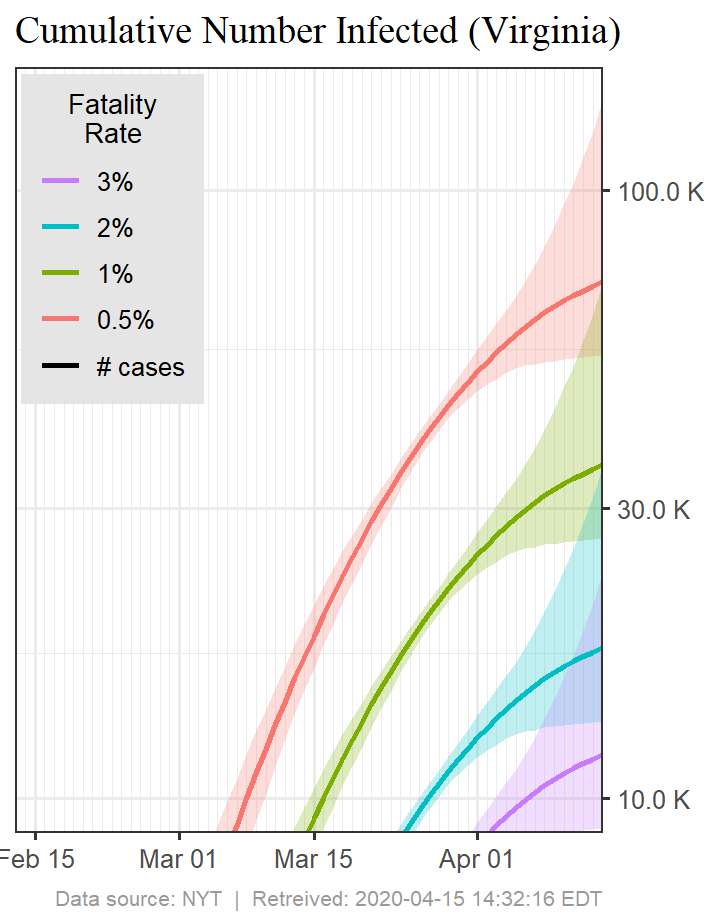 Cumulative Number Infected (Virginia)
Fatality
Rate
3%
2%
1%
0.5%
# cases
100.0 K
30.0 K
10.0 K
Feb 15 Mar 01 Mar 15 Apr 01
Data source: NYT | Retreived: 2020-04-15 14:32:16 EDT